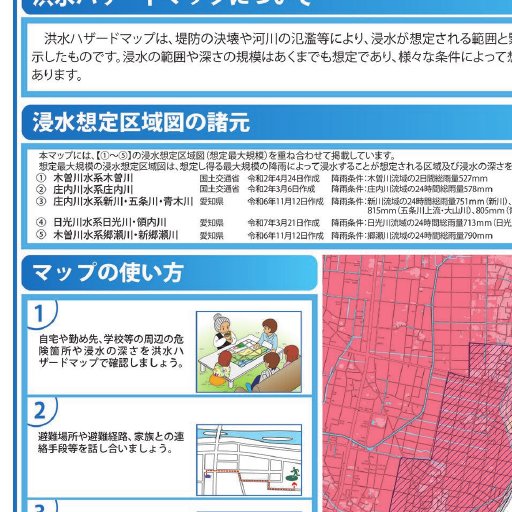 洪水ハザードマップについて
洪水ハザードマップは、堤防の決壊や河川の氾濫等により、浸水が想定される範囲と
示したものです。浸水の範囲や深さの規模はあくまでも想定であり、様々な条件によって
あります。
浸水想定区域図の諸元
本マップには、【①〜⑤】の浸水想定区域図(想定最大規模)を重ね合わせて掲載しています。
想定最大規模の浸水想定区域図は、想定し得る最大規模の降雨によって浸水することが想定される区域及び浸水の深さを
① 木曽川水系木曽川 国土交通省 令和2年4月24日作成 降雨条件:木曽川流域の2日間総雨量527mm
② 庄内川水系庄内川 国土交通省 令和2年3月6日作成 降雨条件:庄内川流域の24時間総雨量578mm
③ 庄内川水系新川・五条川・青木川 愛知県 令和6年11月12日作成 降雨条件:新川流域の24時間総雨量751mm(新川)、
815mm(五条川上流・大山川)、805mm
④ 日光川水系日光川・領内川 愛知県 令和7年3月21日作成 降雨条件:日光川流域の24時間総雨量713mm(日光
⑤ 木曽川水系郷瀬川・新郷瀬川 愛知県 令和6年11月12日作成 降雨条件:郷瀬川流域の24時間総雨量790mm
マップの使い方
1
自宅や勤め先、学校等の周辺の危
険箇所や浸水の深さを洪水ハ
ザードマップで確認しましょう。
2
避難場所や避難経路、家族との連
絡手段等を話し合いましょう。
3